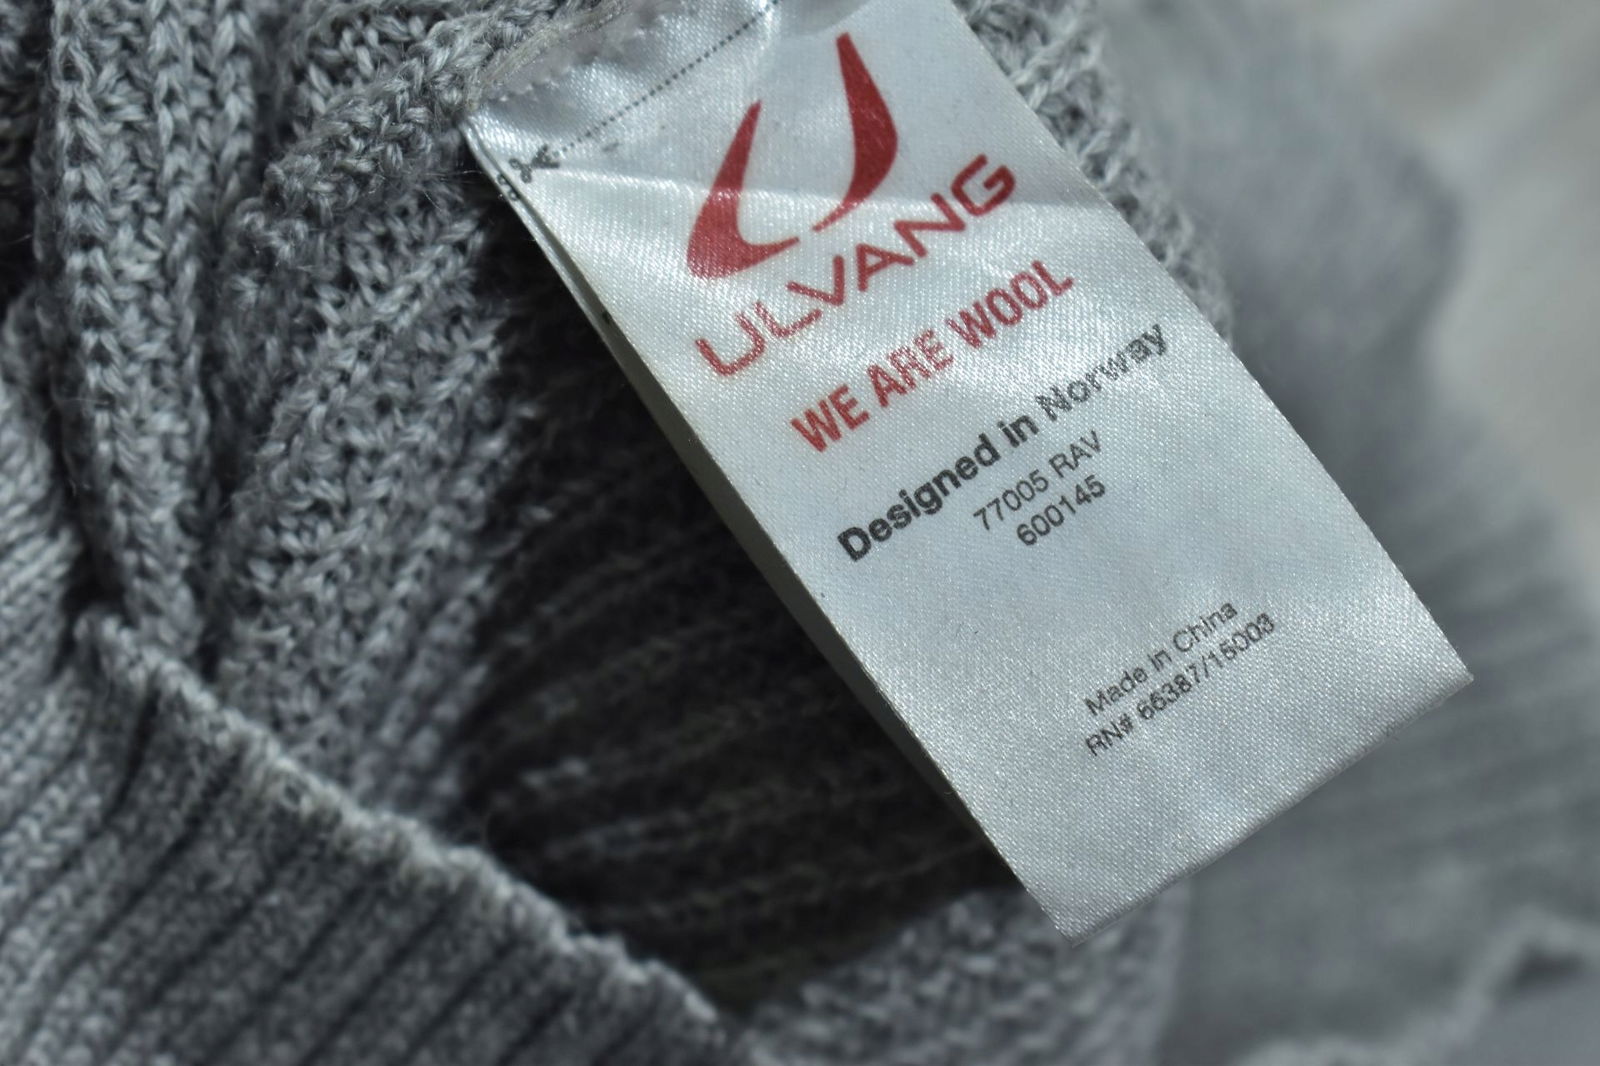 ULVANG
WE ARE WOOL
Designed in Norway
77005 RAV
600145
Made in China
RN# 66387/15003